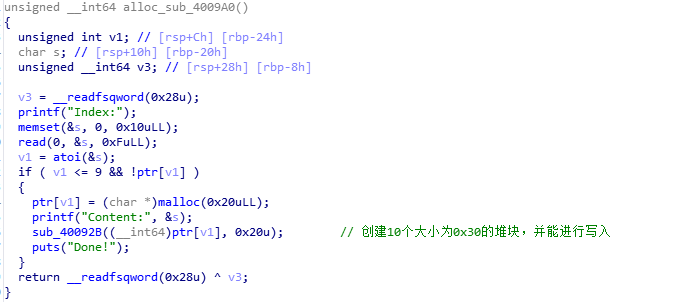 unsigned __int64 alloc_sub_4009A0()
{
  unsigned int v1; // [rsp+Ch] [rbp-24h]
  char s; // [rsp+10h] [rbp-20h]
  unsigned __int64 v3; // [rsp+28h] [rbp-8h]

  v3 = __readfsqword(0x28u);
  printf("Index:");
  memset(&s, 0, 0x10uLL);
  read(0, &s, 0xFuLL);
  v1 = atoi(&s);
  if ( v1 <= 9 && !ptr[v1] )
  {
    ptr[v1] = (char *)malloc(0x20uLL);
    printf("Content:", &s);
    sub_40092B((__int64)ptr[v1], 0x20u);        // 创建10个大小为0x30的堆块，并能进行写入
    puts("Done!");
  }
  return __readfsqword(0x28u) ^ v3;
}